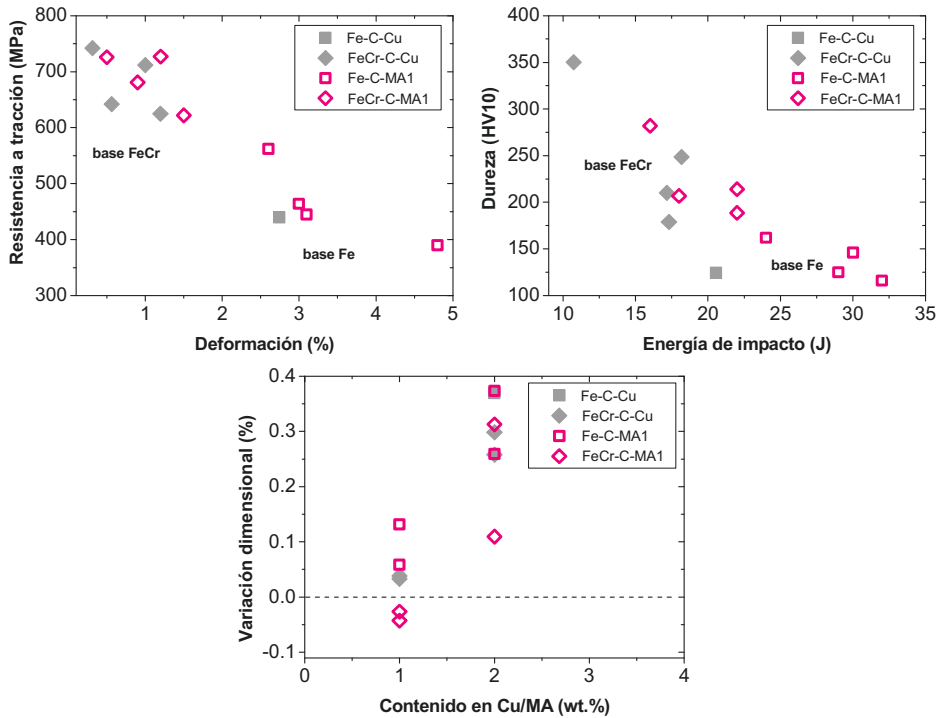 Resistencia a tracción (MPa)
800
700
600
500
400
300
Fe-C-Cu
FeCr-C-Cu
Fe-C-MA1
FeCr-C-MA1
base FeCr
base Fe
1
2
3
4
5
Deformación (%)
Dureza (HV10)
400
350
300
250
200
150
100
Fe-C-Cu
FeCr-C-Cu
Fe-C-MA1
FeCr-C-MA1
base FeCr
base Fe
10
15
20
25
30
35
Energía de impacto (J)
Variación dimensional (%)
0.4
0.3
0.2
0.1
0.0
-0.1
Fe-C-Cu
FeCr-C-Cu
Fe-C-MA1
FeCr-C-MA1
0
1
2
3
4
Contenido en Cu/MA (wt.%)